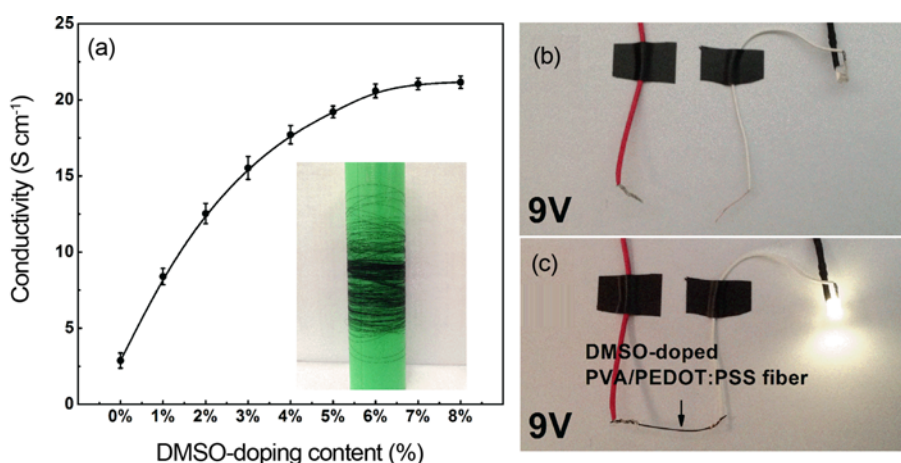 (a)
25
20
15
10
5
0
Conductivity (S cm⁻¹)
0% 1% 2% 3% 4% 5% 6% 7% 8%
DMSO-doping content (%)
(b)
9V
(c)
DMSO-doped
PVA/PEDOT:PSS fiber
9V